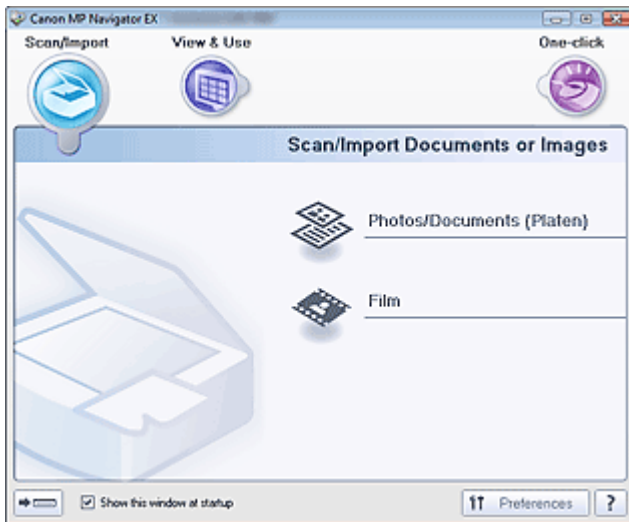 Canon MP Navigator EX
Scan/Import View & Use One-click
Scan/Import Documents or Images
Photos/Documents (Platen)
Film
Show this window at startup Preferences ?